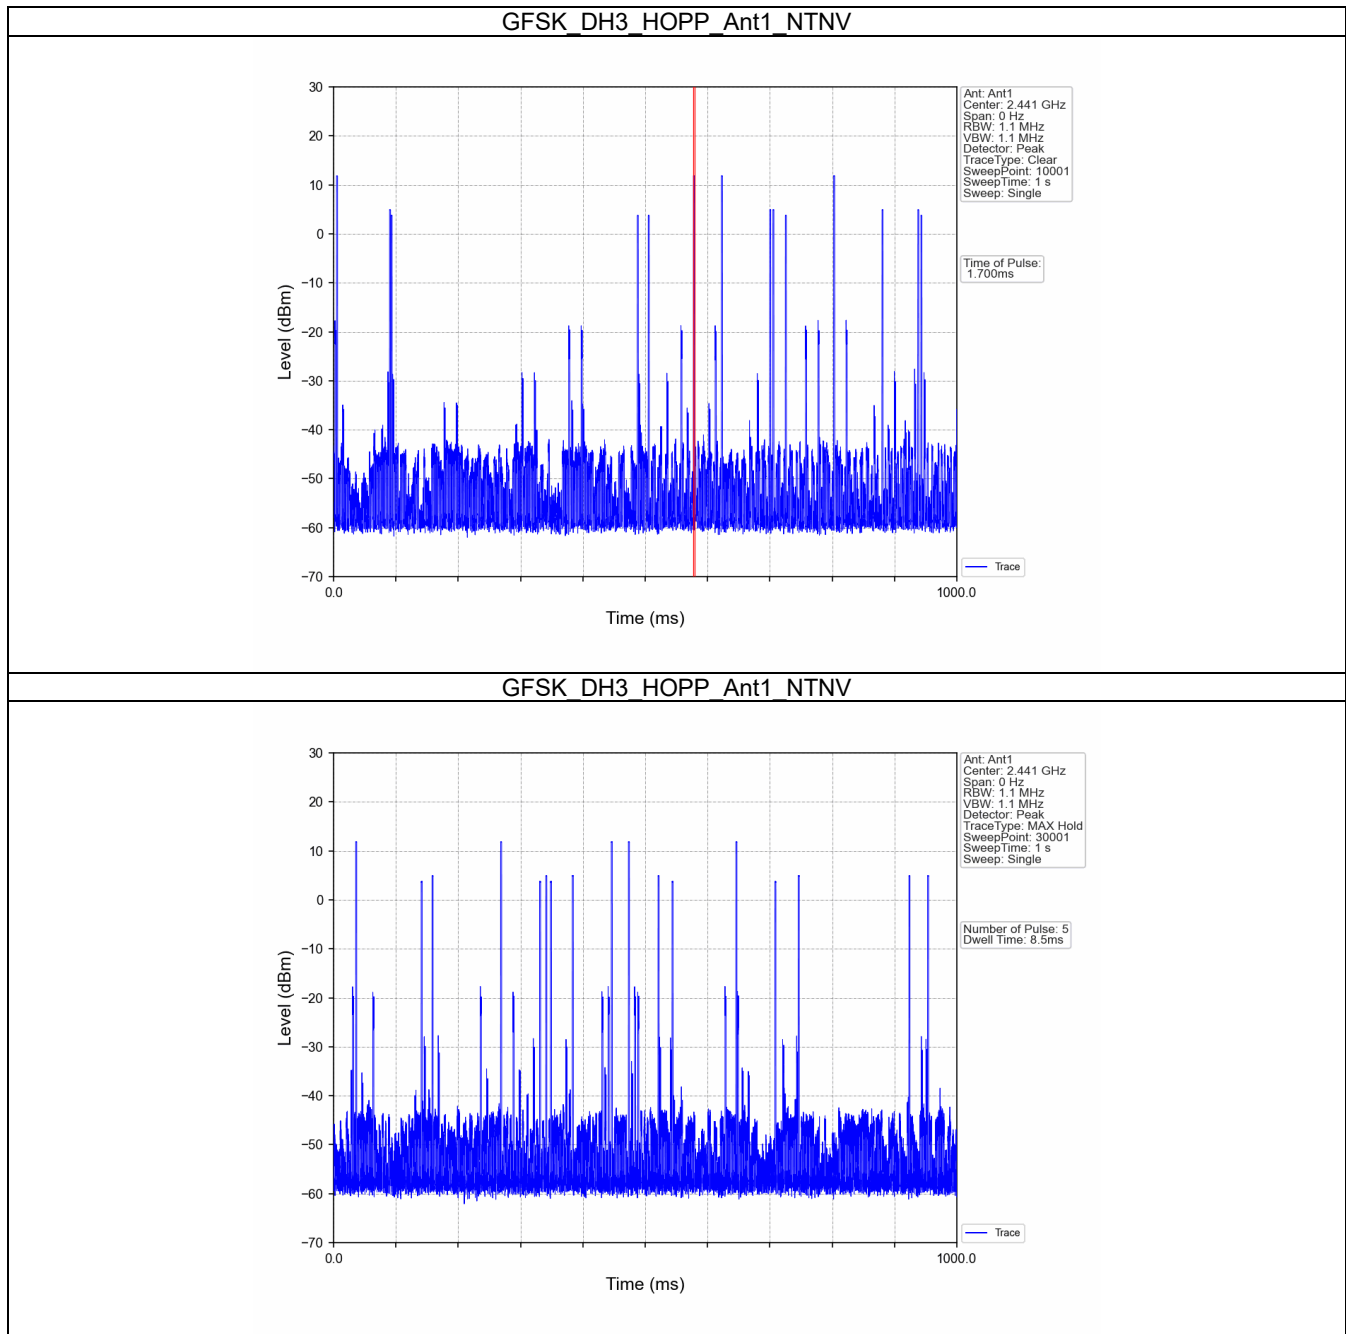 GFSK_DH3_HOPP_Ant1_NTNV
30
20
10
0
−10
−20
−30
−40
−50
−60
−70
Level (dBm)
0.0
1000.0
Time (ms)
Ant: Ant1
Center: 2.441 GHz
Span: 0 Hz
RBW: 1.1 MHz
VBW: 1.1 MHz
Detector: Peak
TraceType: Clear
SweepPoint: 10001
SweepTime: 1 s
Sweep: Single
Time of Pulse:
1.700ms
Trace
GFSK_DH3_HOPP_Ant1_NTNV
30
20
10
0
−10
−20
−30
−40
−50
−60
−70
Level (dBm)
0.0
1000.0
Time (ms)
Ant: Ant1
Center: 2.441 GHz
Span: 0 Hz
RBW: 1.1 MHz
VBW: 1.1 MHz
Detector: Peak
TraceType: MAX Hold
SweepPoint: 30001
SweepTime: 1 s
Sweep: Single
Number of Pulse: 5
Dwell Time: 8.5ms
Trace